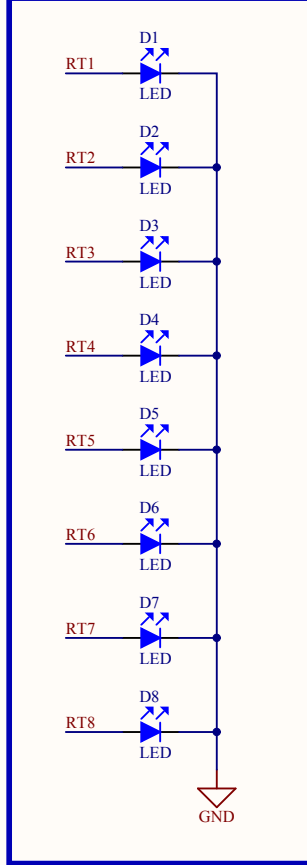 D1
RT1
LED
D2
RT2
LED
D3
RT3
LED
D4
RT4
LED
D5
RT5
LED
D6
RT6
LED
D7
RT7
LED
D8
RT8
LED
GND